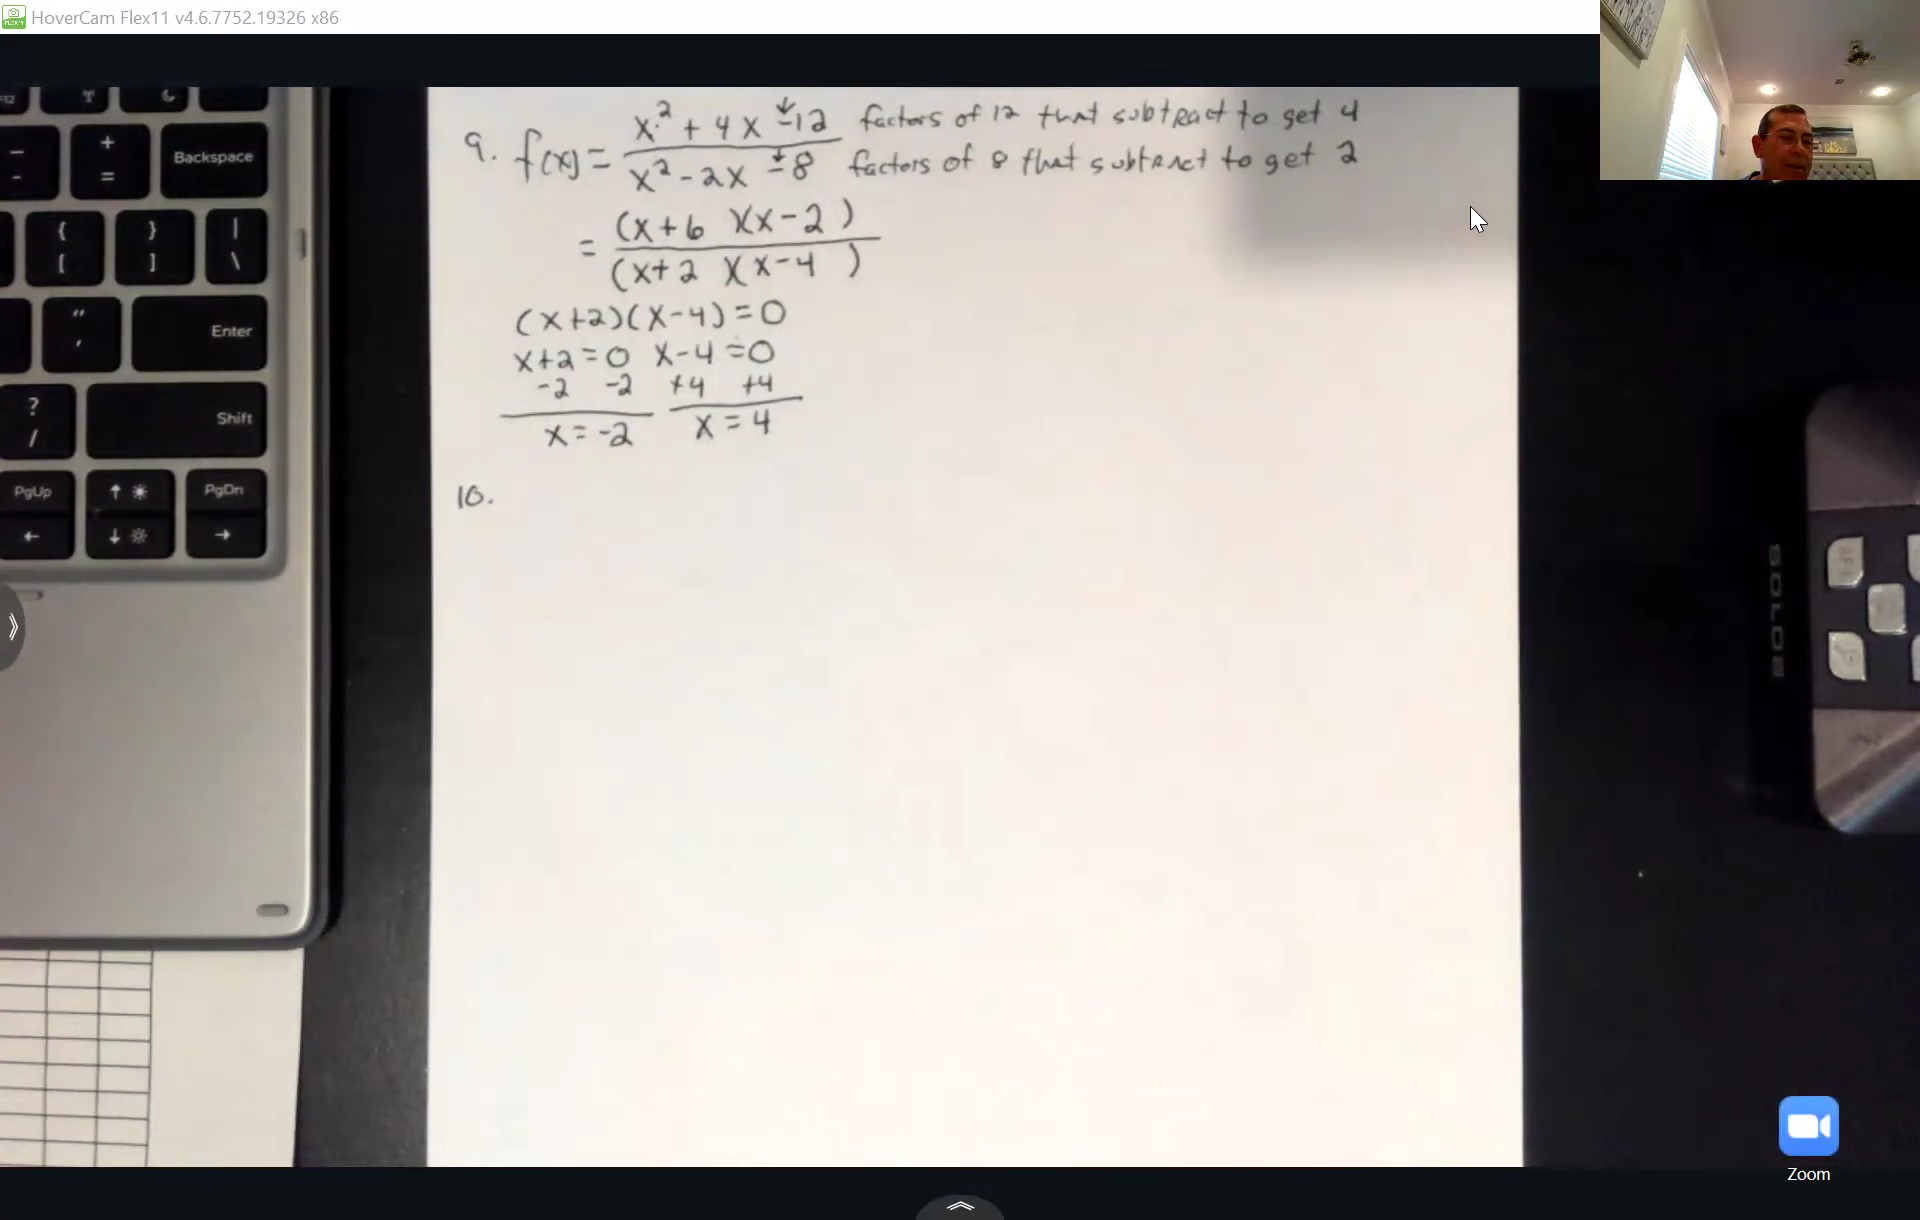 HoverCam Flex11 v4.6.7752.19326 x86
9. f(x) = (x² + 4x - 12)/(x² - 2x - 8)
factors of 12 that subtract to get 4
factors of 8 that subtract to get 2
= (x+6)(x-2)/(x+2)(x-4)
(x+2)(x-4)=0
x+2=0 x-4=0
-2 -2 +4 +4
x=-2 x=4
10.
F12
Backspace
+
=
{
[
}
]
|
\
"
'
Enter
?
/
Shift
PgUp
↑
PgDn
←
↓
→
SOLOS
Zoom